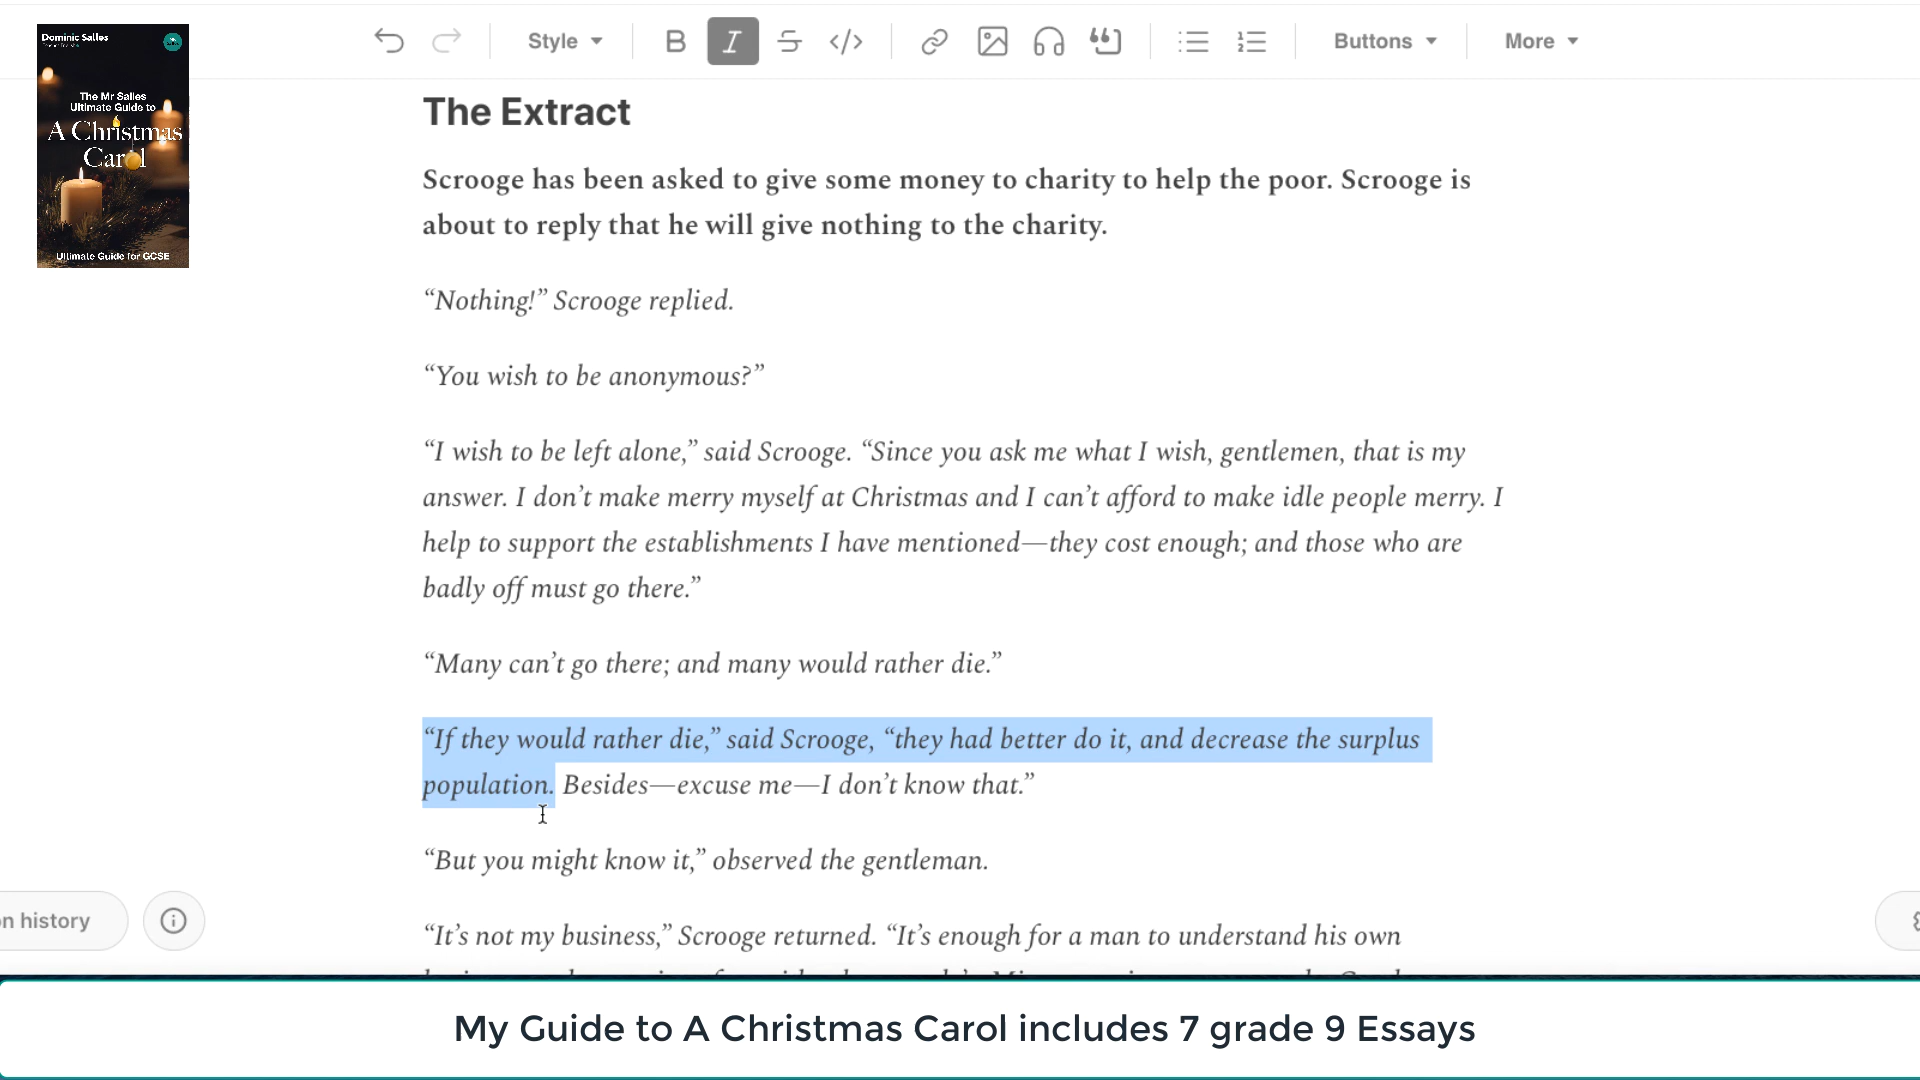 Dominic Salles
The Mr Salles
Ultimate Guide to
A Christmas
Carol
Ultimate Guide for GCSE
Style
B
I
S
</>
Buttons
More
The Extract
Scrooge has been asked to give some money to charity to help the poor. Scrooge is
about to reply that he will give nothing to the charity.
“Nothing!” Scrooge replied.
“You wish to be anonymous?”
“I wish to be left alone,” said Scrooge. “Since you ask me what I wish, gentlemen, that is my
answer. I don’t make merry myself at Christmas and I can’t afford to make idle people merry. I
help to support the establishments I have mentioned—they cost enough; and those who are
badly off must go there.”
“Many can’t go there; and many would rather die.”
“If they would rather die,” said Scrooge, “they had better do it, and decrease the surplus
population. Besides—excuse me—I don’t know that.”
“But you might know it,” observed the gentleman.
“It’s not my business,” Scrooge returned. “It’s enough for a man to understand his own
n history
My Guide to A Christmas Carol includes 7 grade 9 Essays